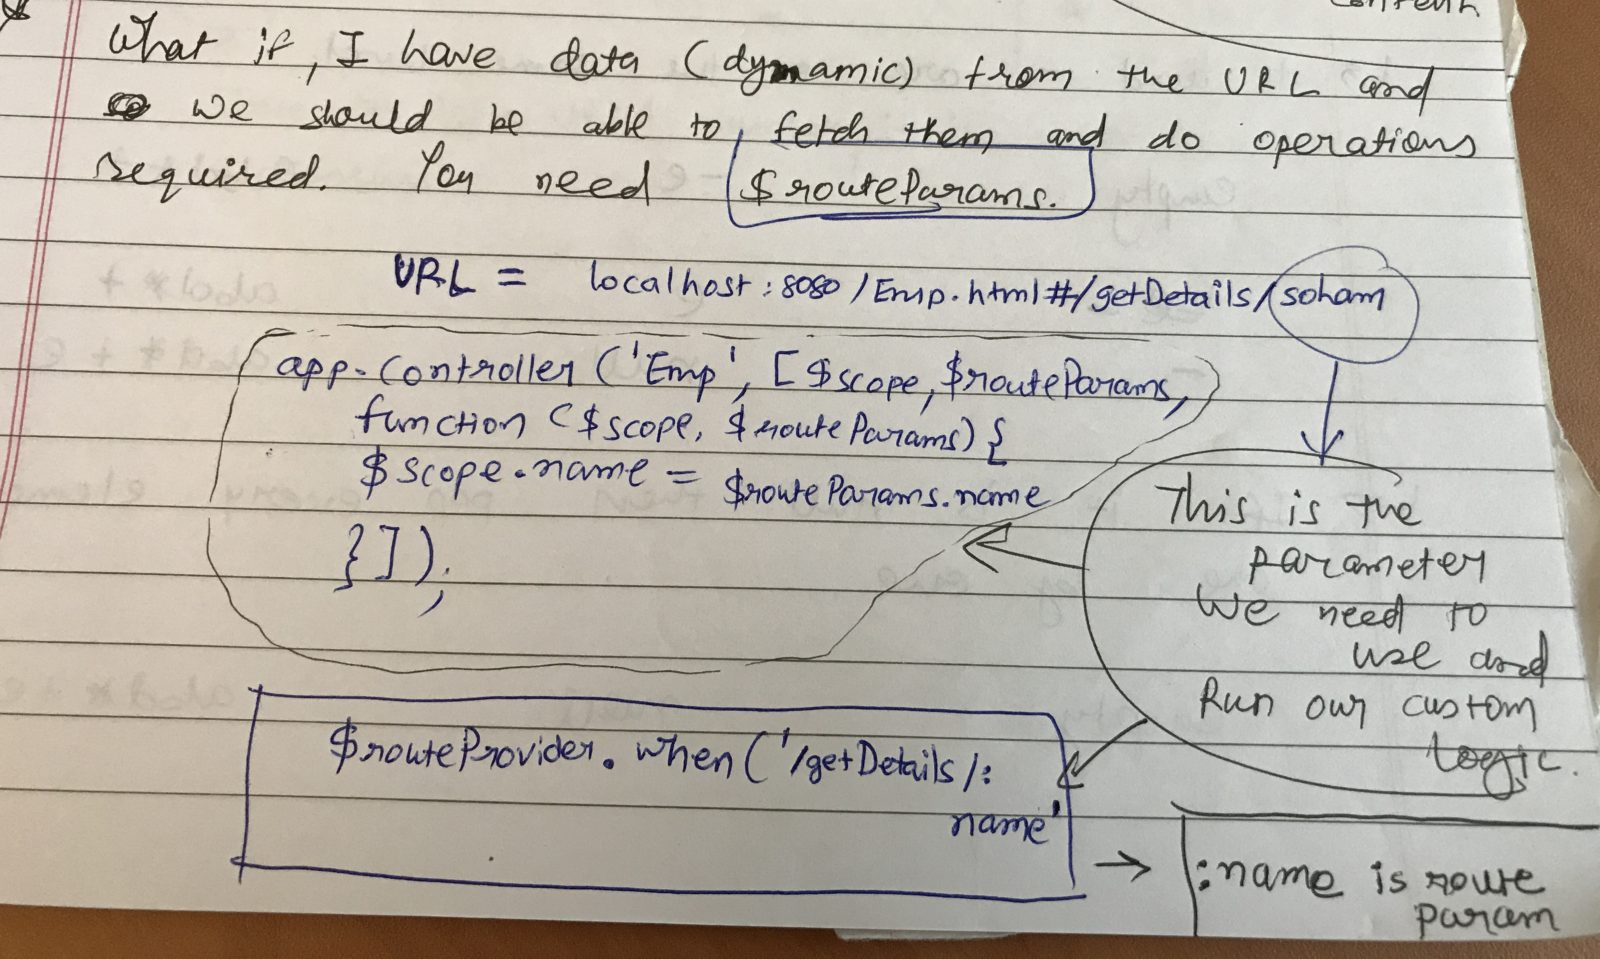 What if, I have data (dynamic) from the URL and
we should be able to fetch them and do operations
required. You need $routeParams.
URL = localhost:8080/Emp.html#/getDetails/soham
app.controller('Emp', [$scope, $routeParams,
function ($scope, $routeParams) {
$scope.name = $routeParams.name
}]);
This is the
parameter
We need to
use and
Run our custom
logic.
$routeProvider.when('/getDetails/:
name'
:name is route
param